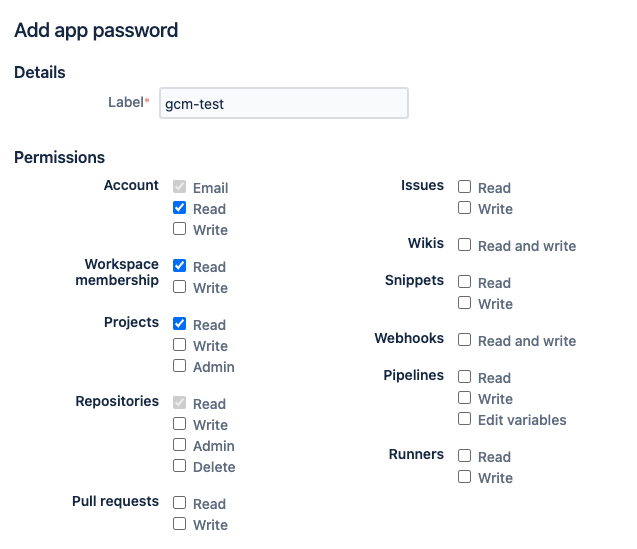 Add app password
Details
Label*
gcm-test
Permissions
Account
Email
Read
Write
Workspace
membership
Read
Write
Projects
Read
Write
Admin
Repositories
Read
Write
Admin
Delete
Pull requests
Read
Write
Issues
Read
Write
Wikis
Read and write
Snippets
Read
Write
Webhooks
Read and write
Pipelines
Read
Write
Edit variables
Runners
Read
Write